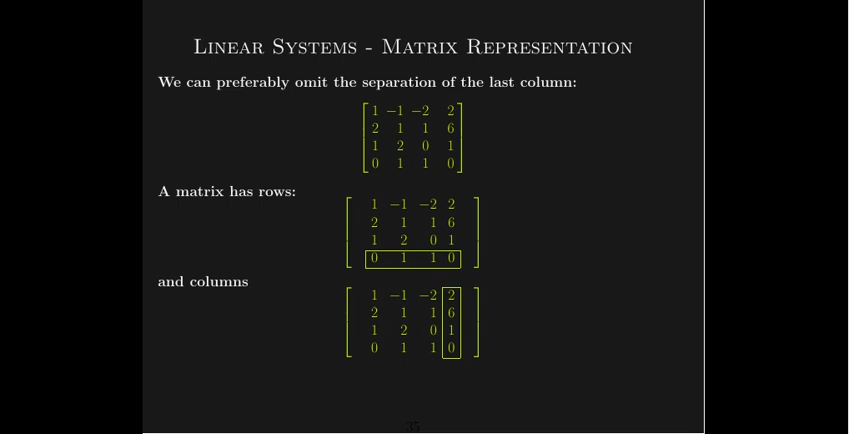 Linear Systems - Matrix Representation
We can preferably omit the separation of the last column:
1 −1 −2 2
2 1 1 6
1 2 0 1
0 1 1 0
A matrix has rows:
1 −1 −2 2
2 1 1 6
1 2 0 1
0 1 1 0
and columns
1 −1 −2 2
2 1 1 6
1 2 0 1
0 1 1 0
35